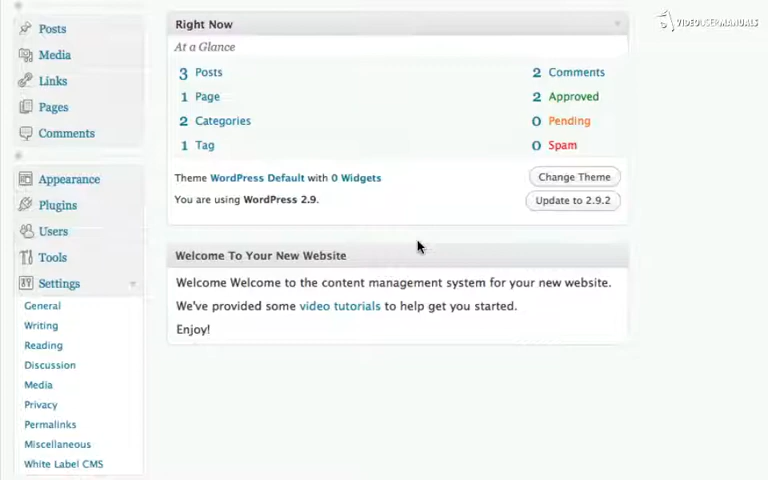 VIDEOUSERMANUALS
Posts
Media
Links
Pages
Comments
Appearance
Plugins
Users
Tools
Settings
General
Writing
Reading
Discussion
Media
Privacy
Permalinks
Miscellaneous
White Label CMS
Right Now
At a Glance
3 Posts 2 Comments
1 Page 2 Approved
2 Categories 0 Pending
1 Tag 0 Spam
Theme WordPress Default with 0 Widgets Change Theme
You are using WordPress 2.9. Update to 2.9.2
Welcome To Your New Website
Welcome Welcome to the content management system for your new website.
We've provided some video tutorials to help get you started.
Enjoy!